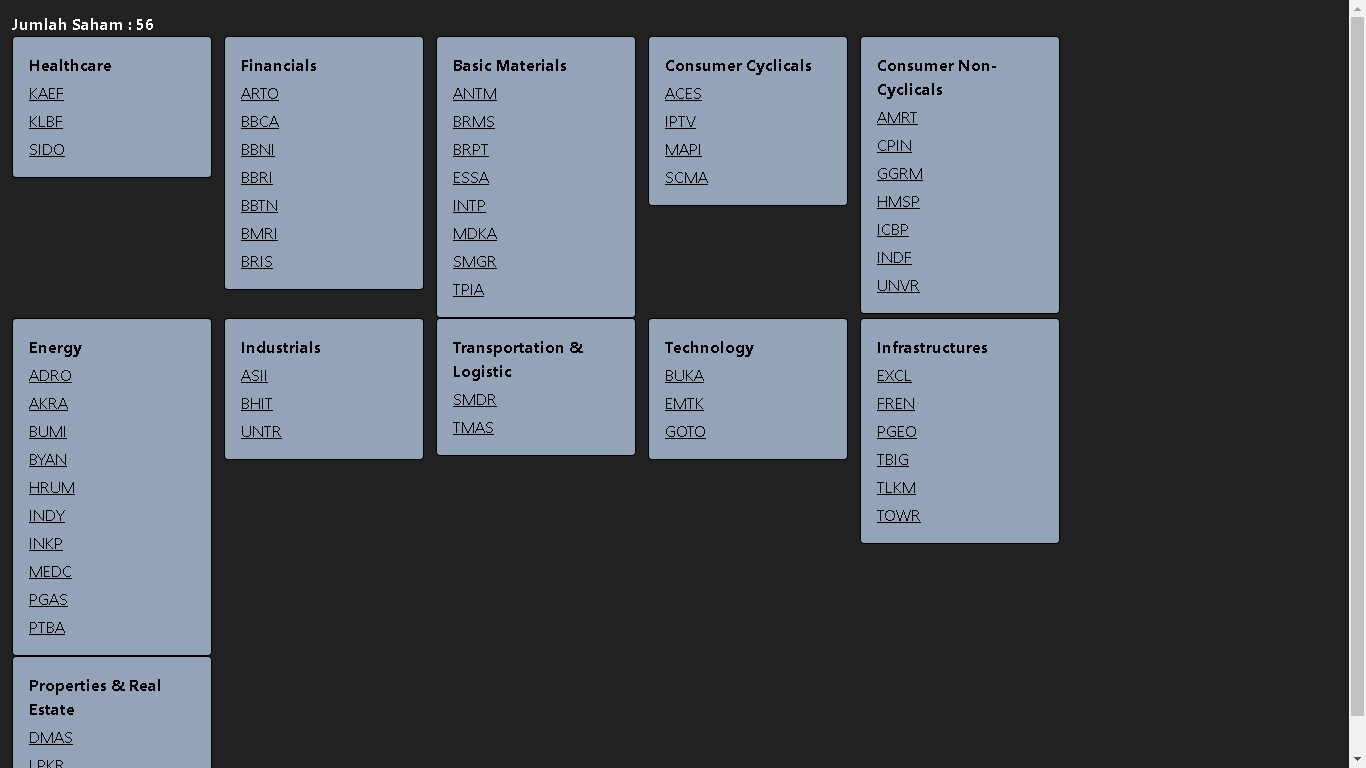 Jumlah Saham : 56
Healthcare
KAEF
KLBF
SIDO
Financials
ARTO
BBCA
BBNI
BBRI
BBTN
BMRI
BRIS
Basic Materials
ANTM
BRMS
BRPT
ESSA
INTP
MDKA
SMGR
TPIA
Consumer Cyclicals
ACES
IPTV
MAPI
SCMA
Consumer Non-
Cyclicals
AMRT
CPIN
GGRM
HMSP
ICBP
INDF
UNVR
Energy
ADRO
AKRA
BUMI
BYAN
HRUM
INDY
INKP
MEDC
PGAS
PTBA
Industrials
ASII
BHIT
UNTR
Transportation &
Logistic
SMDR
TMAS
Technology
BUKA
EMTK
GOTO
Infrastructures
EXCL
FREN
PGEO
TBIG
TLKM
TOWR
Properties & Real
Estate
DMAS
LPKR